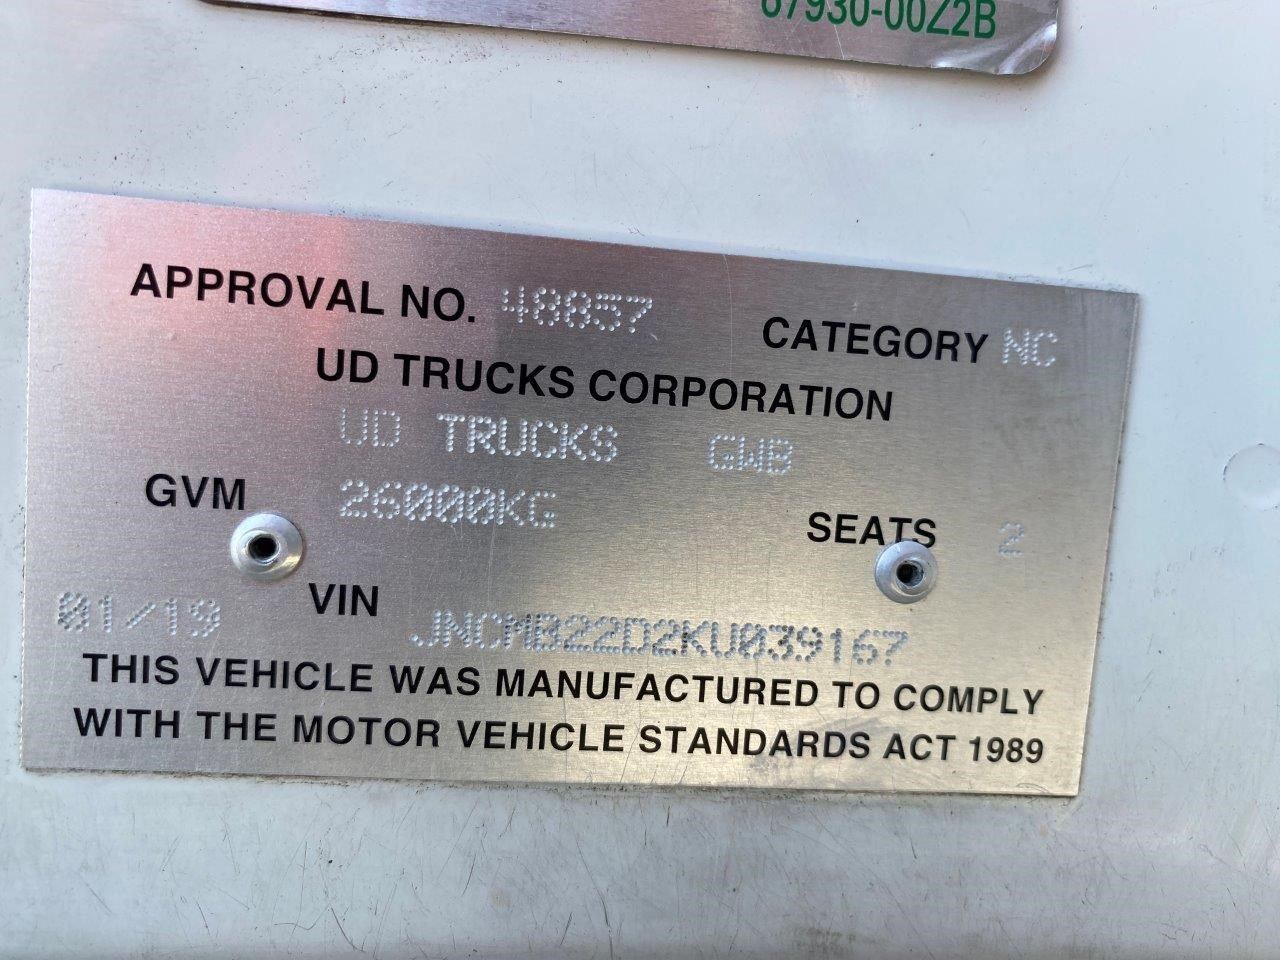 67930-00Z2B
APPROVAL NO. 48857 CATEGORY NC
UD TRUCKS CORPORATION
UD TRUCKS GWB
GVM 26000KG SEATS 2
01/19 VIN JNCMB22D2KU039167
THIS VEHICLE WAS MANUFACTURED TO COMPLY
WITH THE MOTOR VEHICLE STANDARDS ACT 1989